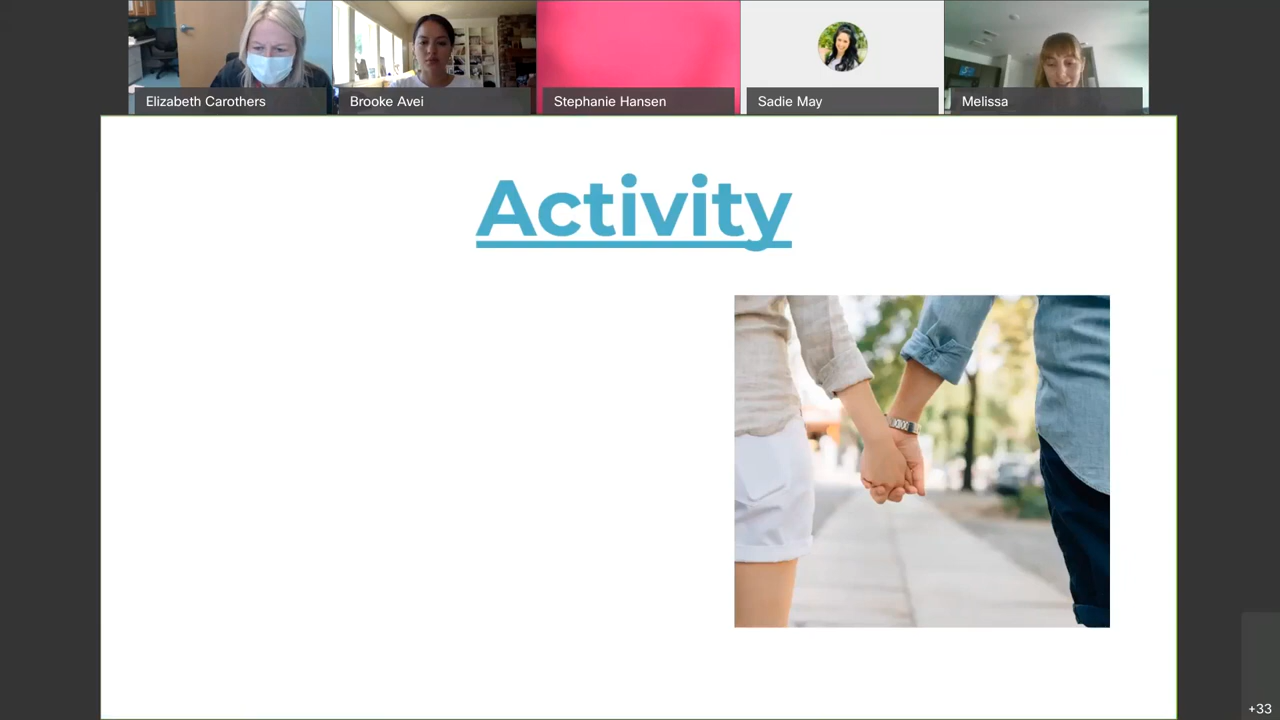 Elizabeth Carothers
Brooke Avei
Stephanie Hansen
Sadie May
Melissa
Activity
+33